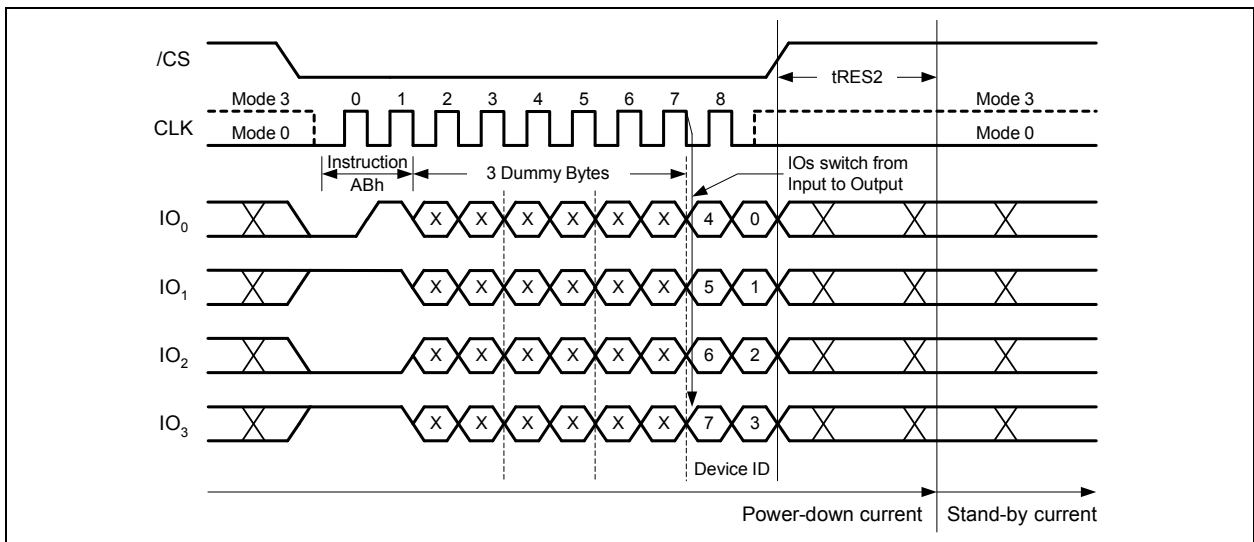 /CS
tRES2
Mode 3 0 1 2 3 4 5 6 7 8 Mode 3
CLK
Mode 0 Mode 0
Instruction
ABh
3 Dummy Bytes
IOs switch from
Input to Output
IO0 X X X X X X 4 0
IO1 X X X X X X 5 1
IO2 X X X X X X 6 2
IO3 X X X X X X 7 3
Device ID
Power-down current Stand-by current